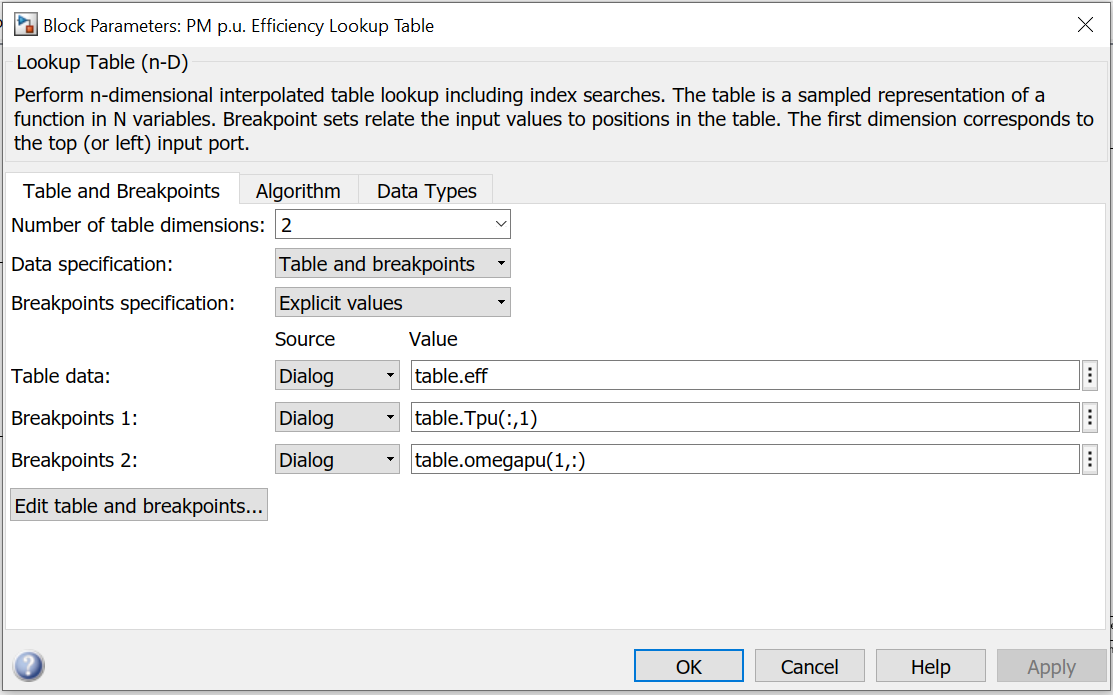 Block Parameters: PM p.u. Efficiency Lookup Table
Lookup Table (n-D)
Perform n-dimensional interpolated table lookup including index searches. The table is a sampled representation of a
function in N variables. Breakpoint sets relate the input values to positions in the table. The first dimension corresponds to
the top (or left) input port.
Table and Breakpoints Algorithm Data Types
Number of table dimensions: 2
Data specification: Table and breakpoints
Breakpoints specification: Explicit values
Source Value
Table data: Dialog table.eff
Breakpoints 1: Dialog table.Tpu(:,1)
Breakpoints 2: Dialog table.omegapu(1,:)
Edit table and breakpoints...
? OK Cancel Help Apply